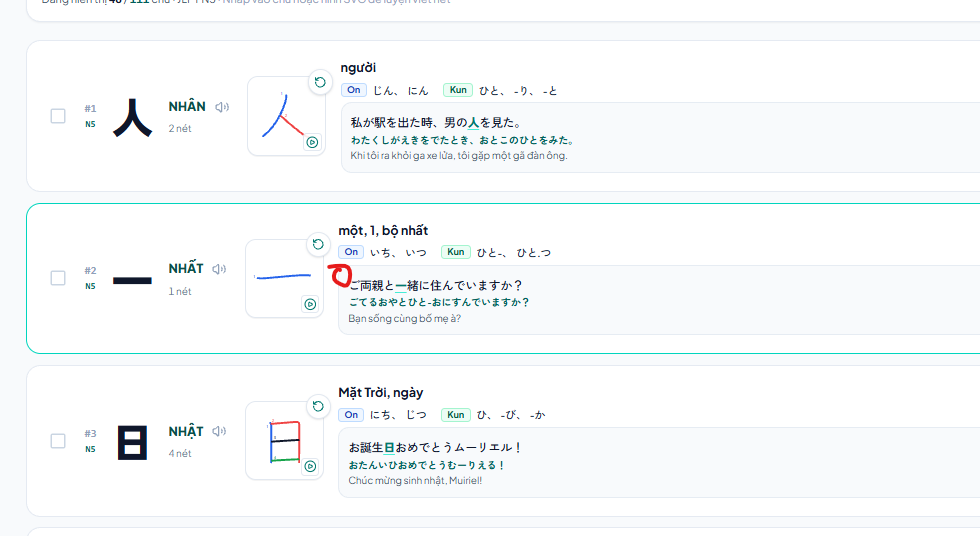 #1
N5
人
NHÂN
2 nét
người
On じん、 にん Kun ひと、 -り、 -と
私が駅を出た時、男の人を見た。
わたくしがえきをでたとき、おとこのひとをみた。
Khi tôi ra khỏi ga xe lửa, tôi gặp một gã đàn ông.
#2
N5
一
NHẤT
1 nét
một, 1, bộ nhất
On いち、 いつ Kun ひと-、 ひと.つ
ご両親と一緒に住んでいますか？
ごてるおやとひと-おにすんでいますか？
Bạn sống cùng bố mẹ à?
#3
N5
日
NHẬT
4 nét
Mặt Trời, ngày
On にち、 じつ Kun ひ、 -び、 -か
お誕生日おめでとうムーリエル！
おたんいひおめでとうむーりえる！
Chúc mừng sinh nhật, Muiriel!